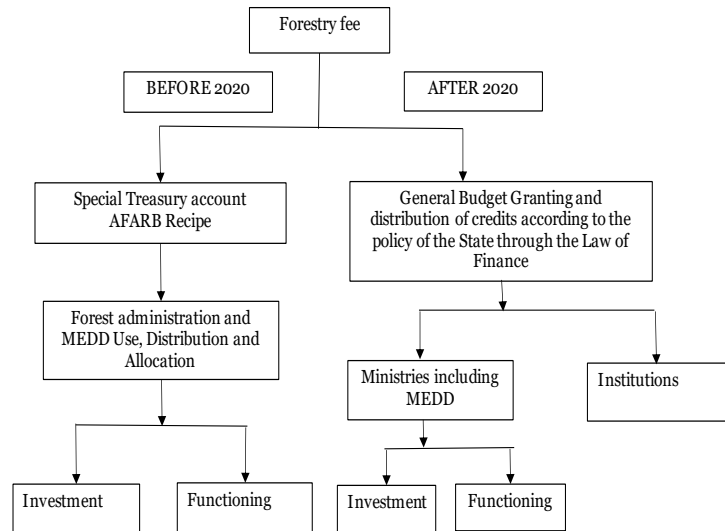 Forestry fee
BEFORE 2020
AFTER 2020
Special Treasury account
AFARB Recipe
General Budget Granting and
distribution of credits according to the
policy of the State through the Law of
Finance
Forest administration and
MEDD Use, Distribution and
Allocation
Ministries including
MEDD
Institutions
Investment
Functioning
Investment
Functioning